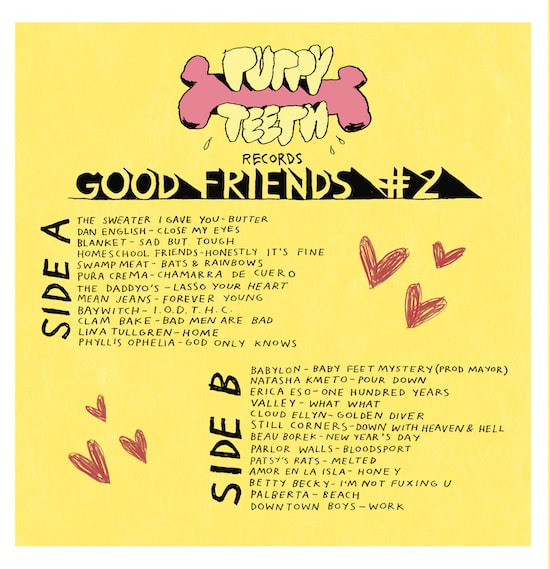 PUPPY
TEETH
RECORDS
GOOD FRIENDS #2
SIDE A
THE SWEATER I GAVE YOU-BUTTER
DAN ENGLISH-CLOSE MY EYES
BLANKET-SAD BUT TOUGH
HOMESCHOOL FRIENDS-HONESTLY IT'S FINE
SWAMP MEAT-BATS & RAINBOWS
PURA CREMA-CHAMARRA DE CUERO
THE DADDYO'S-LASSO YOUR HEART
MEAN JEANS-FOREVER YOUNG
BAYWITCH-I.O.D.T.H.C.
CLAM BAKE-BAD MEN ARE BAD
LINA TULLGREN-HOME
PHYLLIS OPHELIA-GOD ONLY KNOWS
SIDE B
BABYLON-BABY FEET MYSTERY (PROD MAYOR)
NATASHA KMETO-POUR DOWN
ERICA ESO-ONE HUNDRED YEARS
VALLEY-WHAT WHAT
CLOUD ELLYN-GOLDEN DIVER
STILL CORNERS-DOWN WITH HEAVEN & HELL
BEAU BOREK-NEW YEAR'S DAY
PARLOR WALLS-BLOODSPORT
PATSY'S RATS-MELTED
AMOR EN LA ISLA-HONEY
BETTY BECKY-I'M NOT FUXING U
PALBERTA-BEACH
DOWNTOWN BOYS-WORK